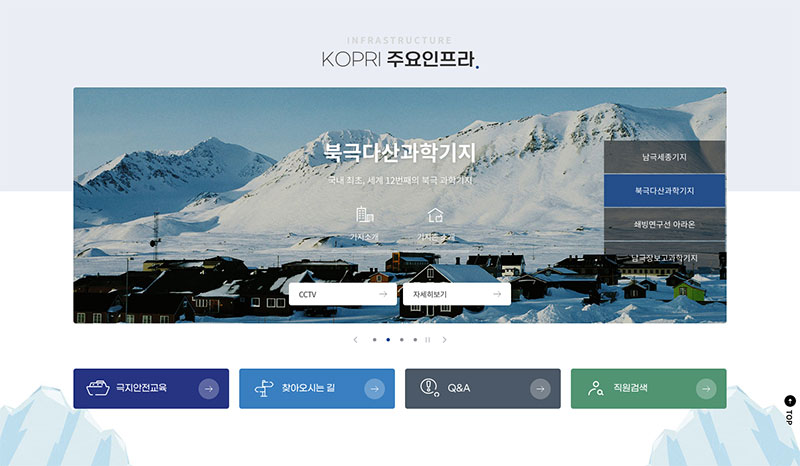 INFRASTRUCTURE
KOPRI 주요인프라.
북극다산과학기지
국내 최초, 세계 12번째의 북극 과학기지
기지소개
남극세종기지
북극다산과학기지
쇄빙연구선 아라온
남극장보고과학기지
CCTV
자세히보기
극지안전교육
찾아오시는 길
Q&A
직원검색
TOP